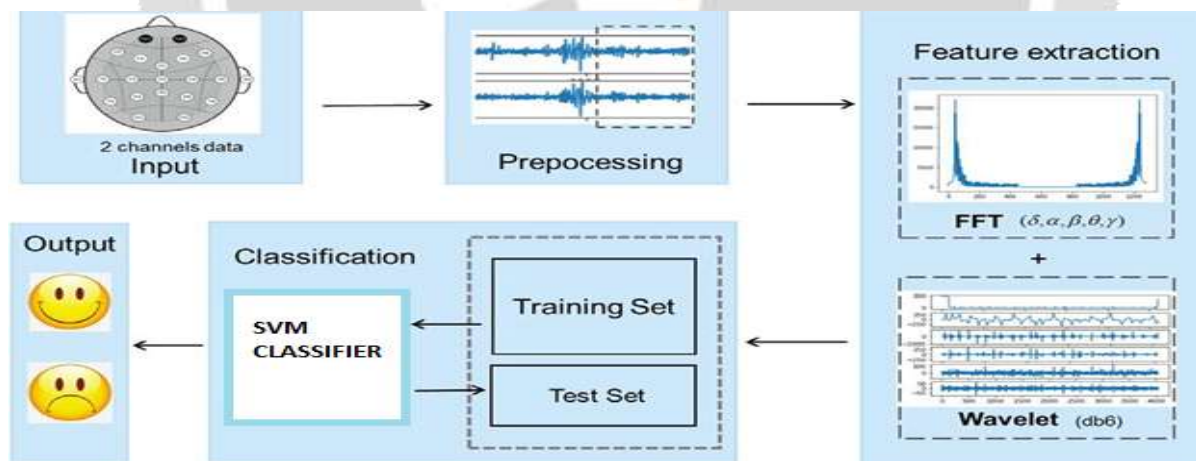 2 channels data
Input
Prepocessing
Feature extraction
FFT (δ,α,β,θ,γ)
+
Wavelet (db6)
Classification
Training Set
SVM
CLASSIFIER
Test Set
Output